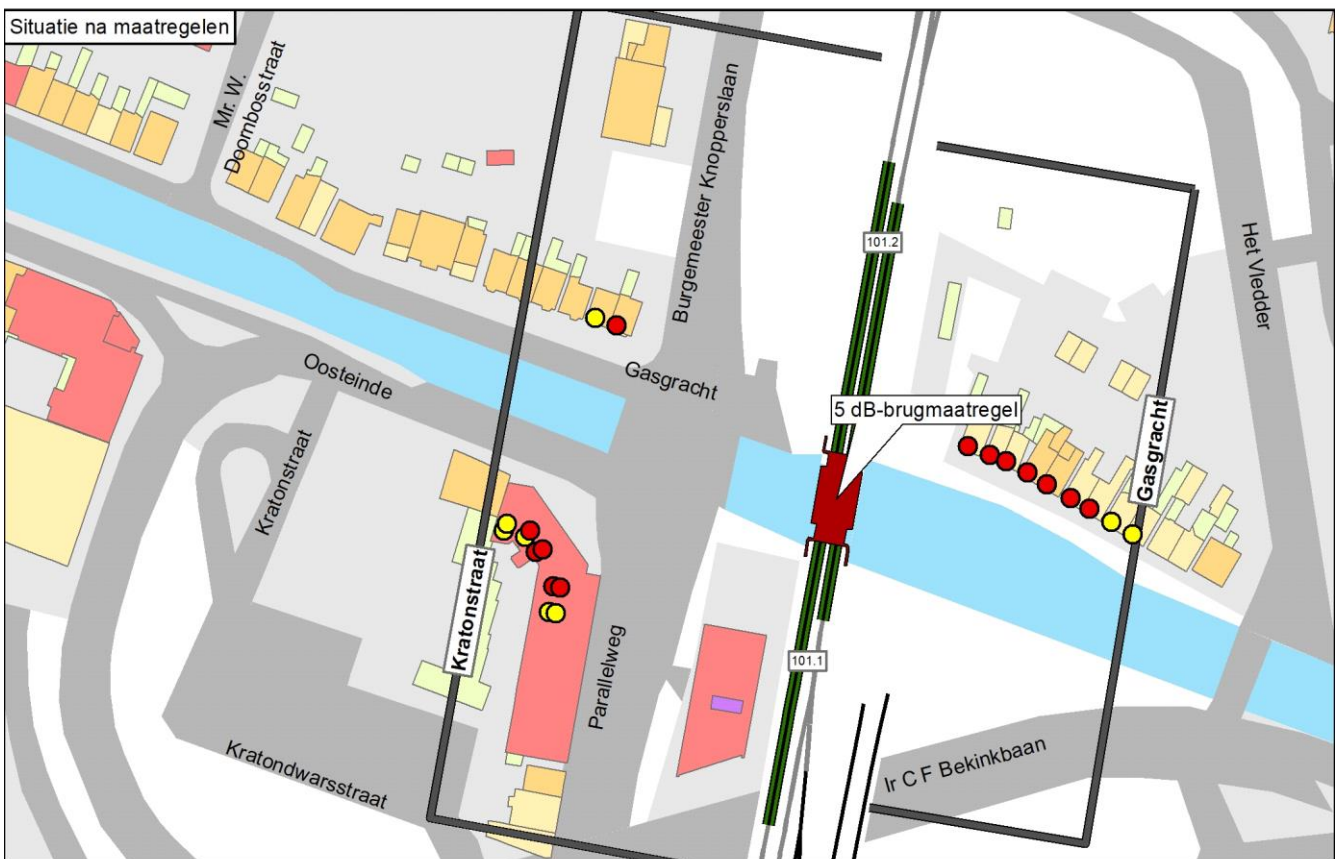 Situatie na maatregelen
Mr. W.
Doornbosstraat
Burgemeester Knopperslaan
101.2
Het Vledder
Oosteinde
Gasgracht
5 dB-brugmaatregel
Kratonstraat
Gasgracht
Kratonstraat
Parallelweg
101.1
Kratondwarsstraat
Ir C F Bekinkbaan